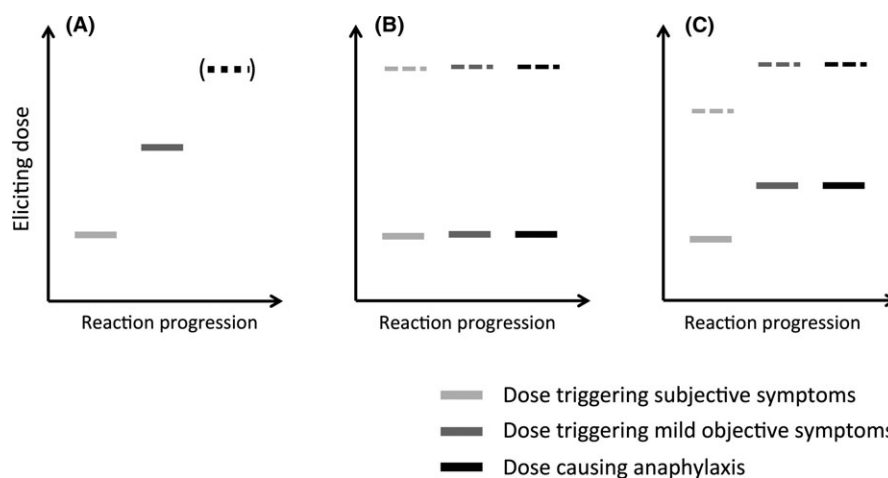 (A)
(B)
(C)
( )
Eliciting dose
Reaction progression
Reaction progression
Reaction progression
Dose triggering subjective symptoms
Dose triggering mild objective symptoms
Dose causing anaphylaxis